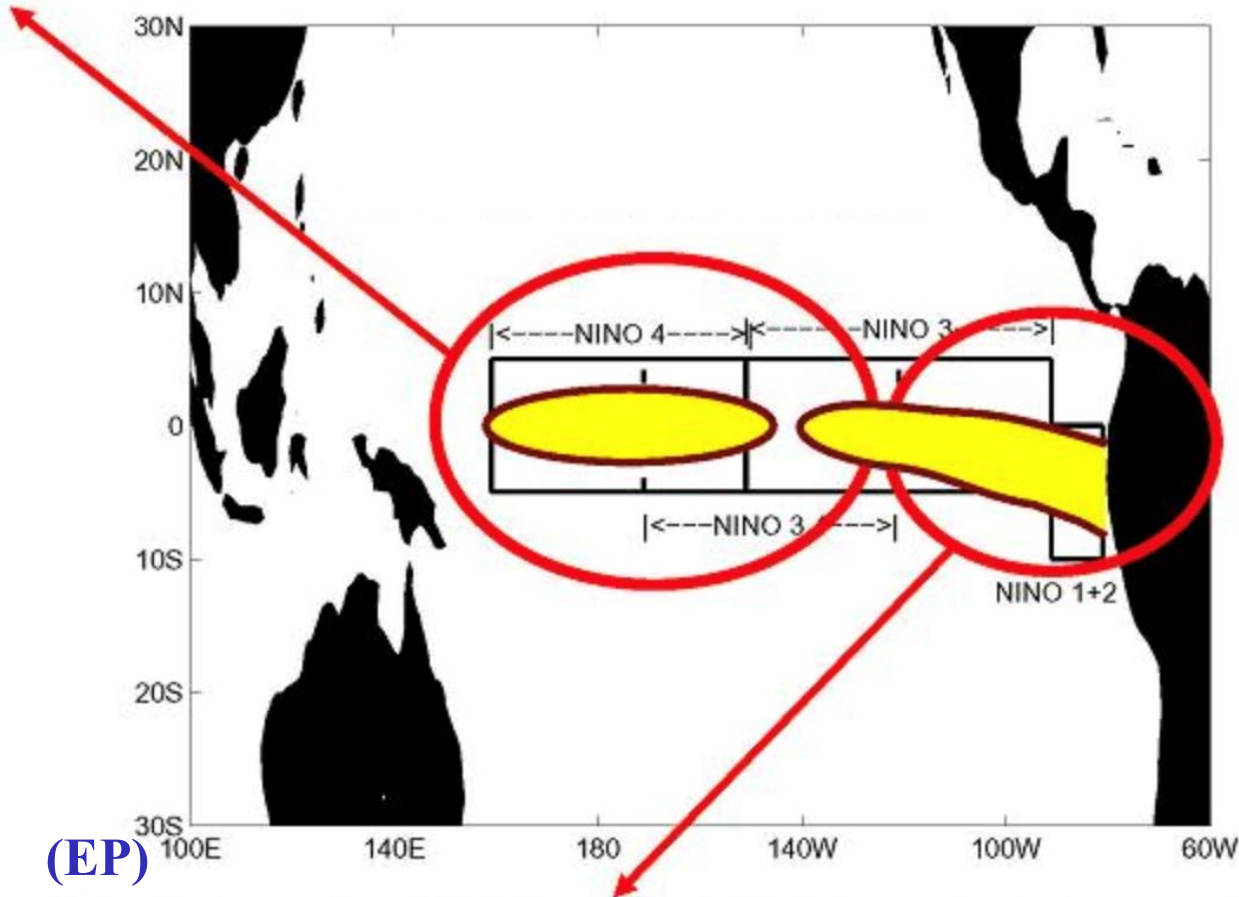 30N
20N
10N
|<----NINO 4----->|<----NINO 3----->|
0
|<---NINO 3 -->|
10S
NINO 1+2
20S
30S
100E 140E 180 140W 100W 60W
(EP)